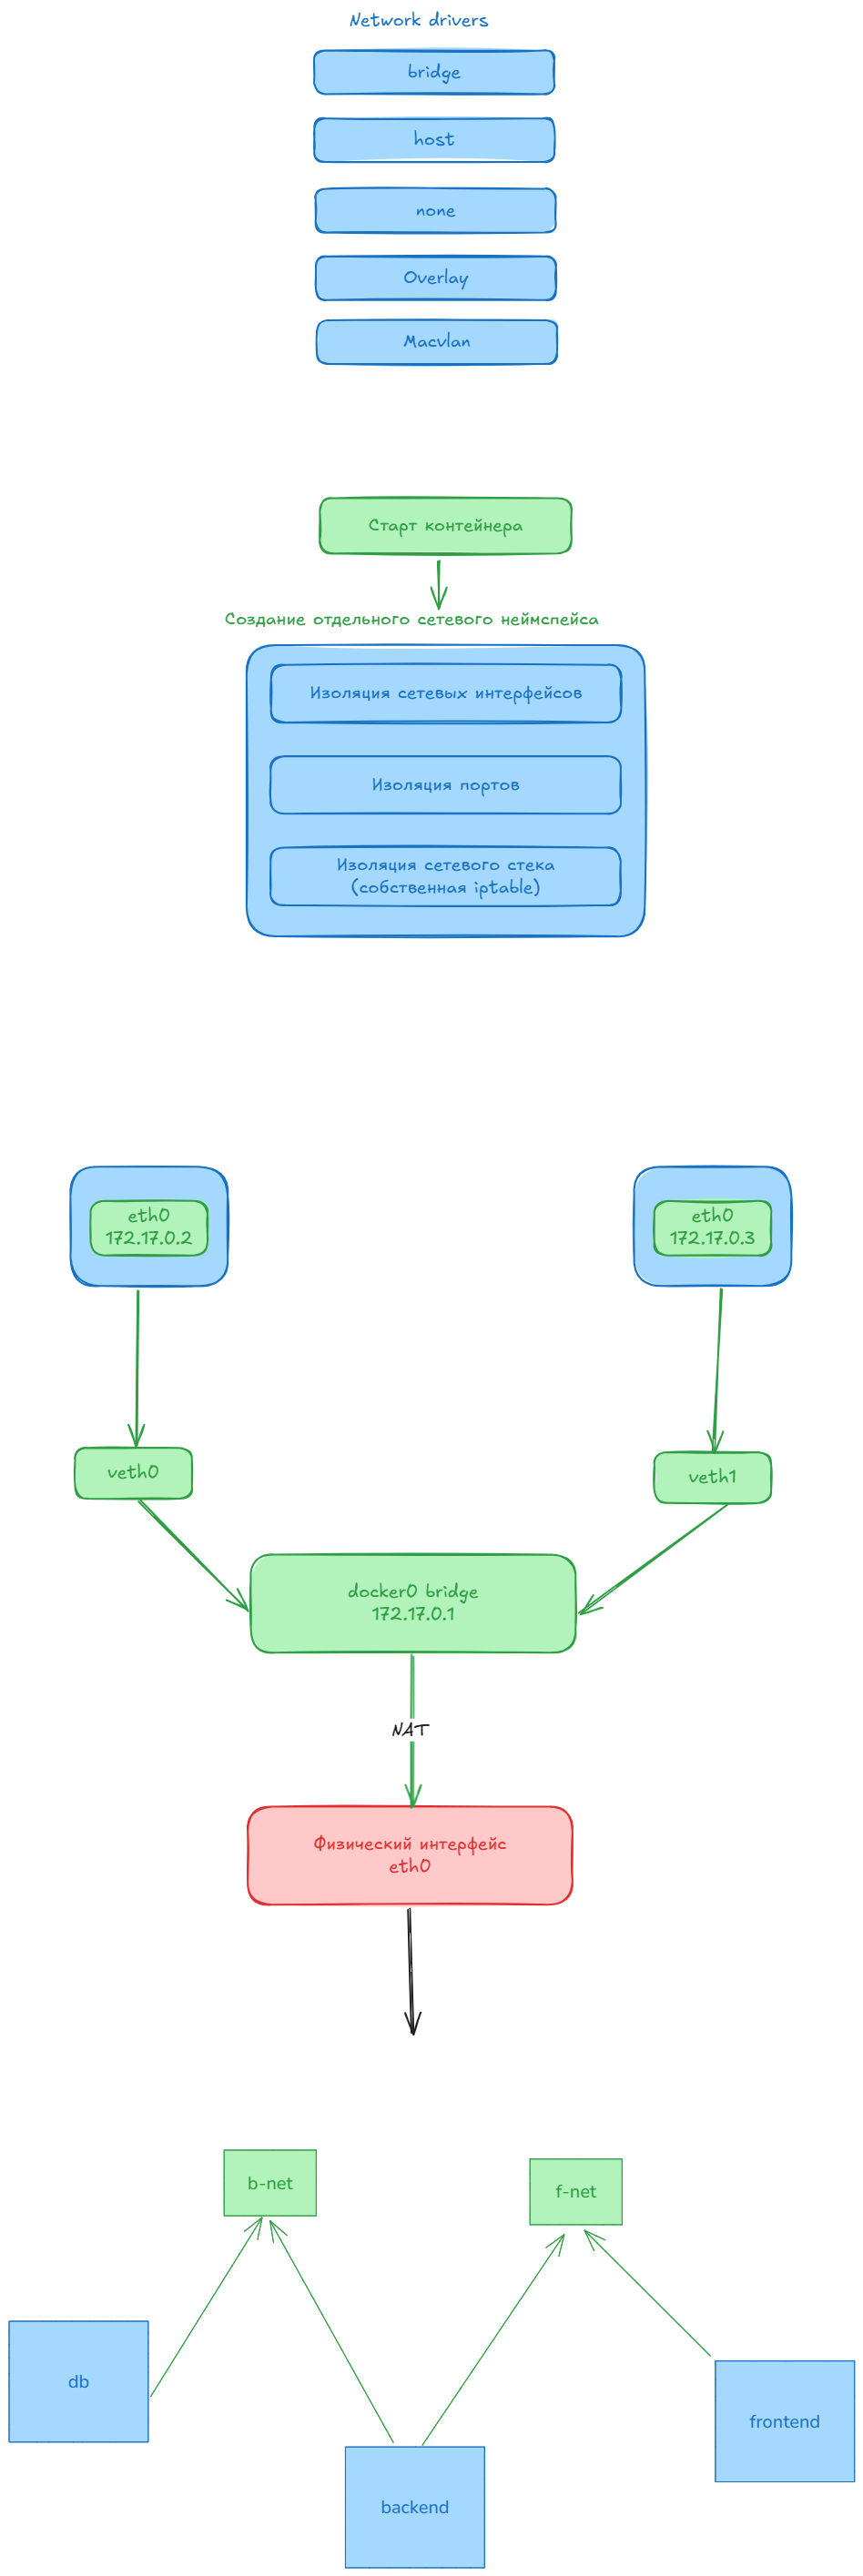 Network drivers
bridge
host
none
Overlay
Macvlan
Старт контейнера
Создание отдельного сетевого неймспейса
Изоляция сетевых интерфейсов
Изоляция портов
Изоляция сетевого стека
(собственная iptable)
eth0
172.17.0.2
eth0
172.17.0.3
veth0
veth1
docker0 bridge
172.17.0.1
NAT
Физический интерфейс
eth0
b-net
f-net
db
frontend
backend